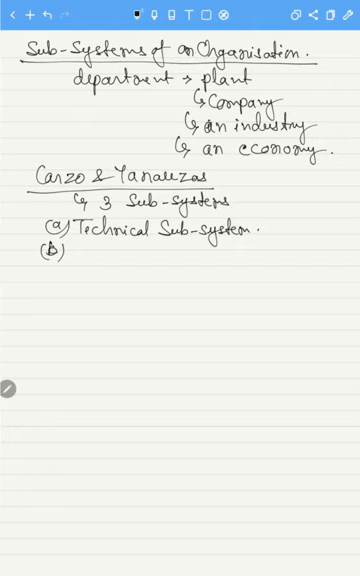 Sub-Systems of an Organisation.
department → plant
↳ Company
↳ an industry
↳ an economy.
Carzo & Yanouzas
↳ 3 Sub-systems
(a) Technical Sub-system.
(b)